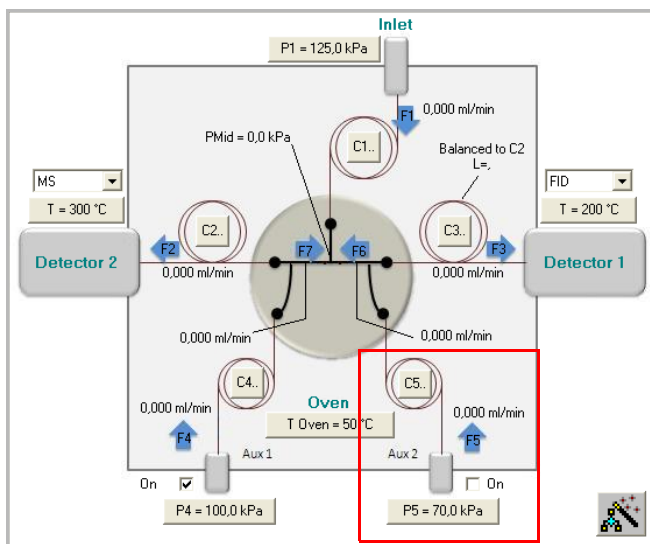 Inlet
P1 = 125,0 kPa
0,000 ml/min
F1
PMid = 0,0 kPa
C1..
Balanced to C2
L=,
MS
FID
T = 300 °C
T = 200 °C
C2..
C3..
F2
F7
F6
F3
Detector 2
Detector 1
0,000 ml/min
0,000 ml/min
0,000 ml/min
0,000 ml/min
C4..
C5..
Oven
T Oven = 50 °C
0,000 ml/min
0,000 ml/min
F4
F5
Aux 1
Aux 2
On
On
P4 = 100,0 kPa
P5 = 70,0 kPa